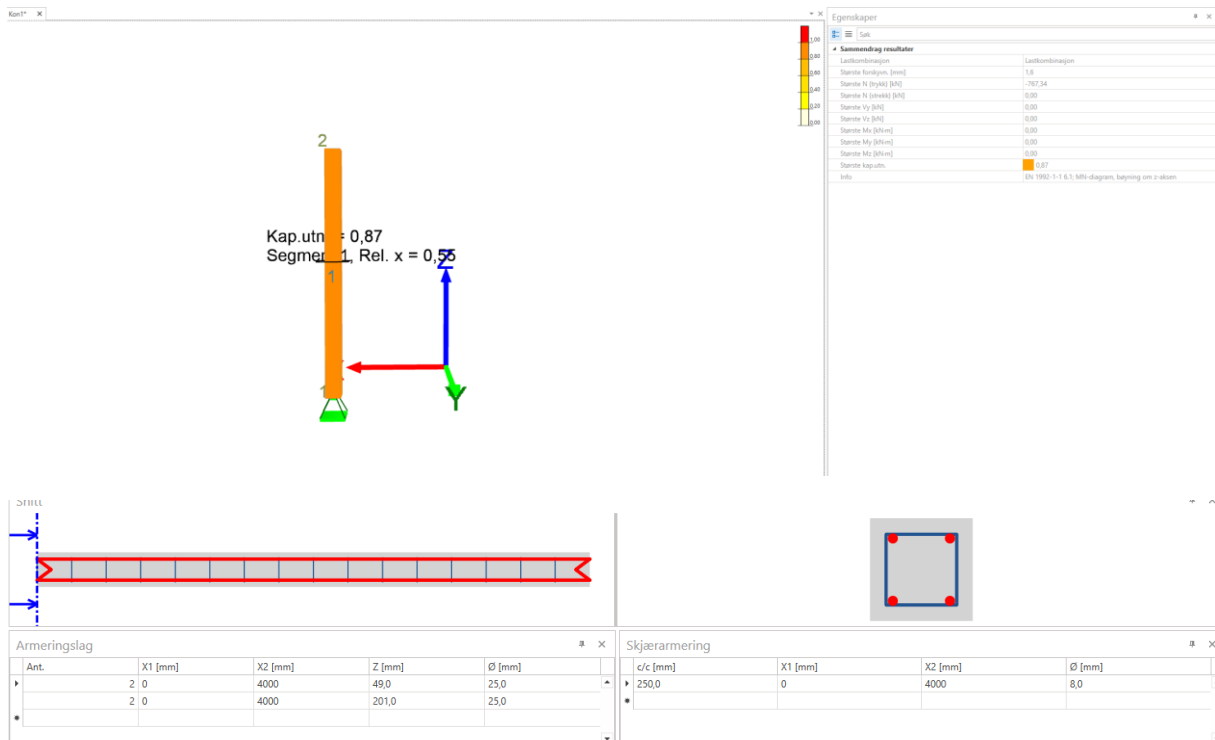 Kon1* ×
2
Kap.utn = 0,87
Segment 1, Rel. x = 0,55
1
Z
Y
1,00
0,80
0,60
0,40
0,20
0,00
Egenskaper
Søk
Sammendrag resultater
Lastkombinasjon Lastkombinasjon
Største forskyvn. [mm] 1,8
Største N (trykk) [kN] -767,34
Største N (strekk) [kN] 0,00
Største Vy [kN] 0,00
Største Vz [kN] 0,00
Største Mx [kN·m] 0,00
Største My [kN·m] 0,00
Største Mz [kN·m] 0,00
Største kap.utn. 0,87
Info EN 1992-1-1 6.1: MN-diagram, bøyning om z-aksen
Snitt
Armeringslag
Ant. X1 [mm] X2 [mm] Z [mm] Ø [mm]
2 0 4000 49,0 25,0
2 0 4000 201,0 25,0
Skjærarmering
c/c [mm] X1 [mm] X2 [mm] Ø [mm]
250,0 0 4000 8,0